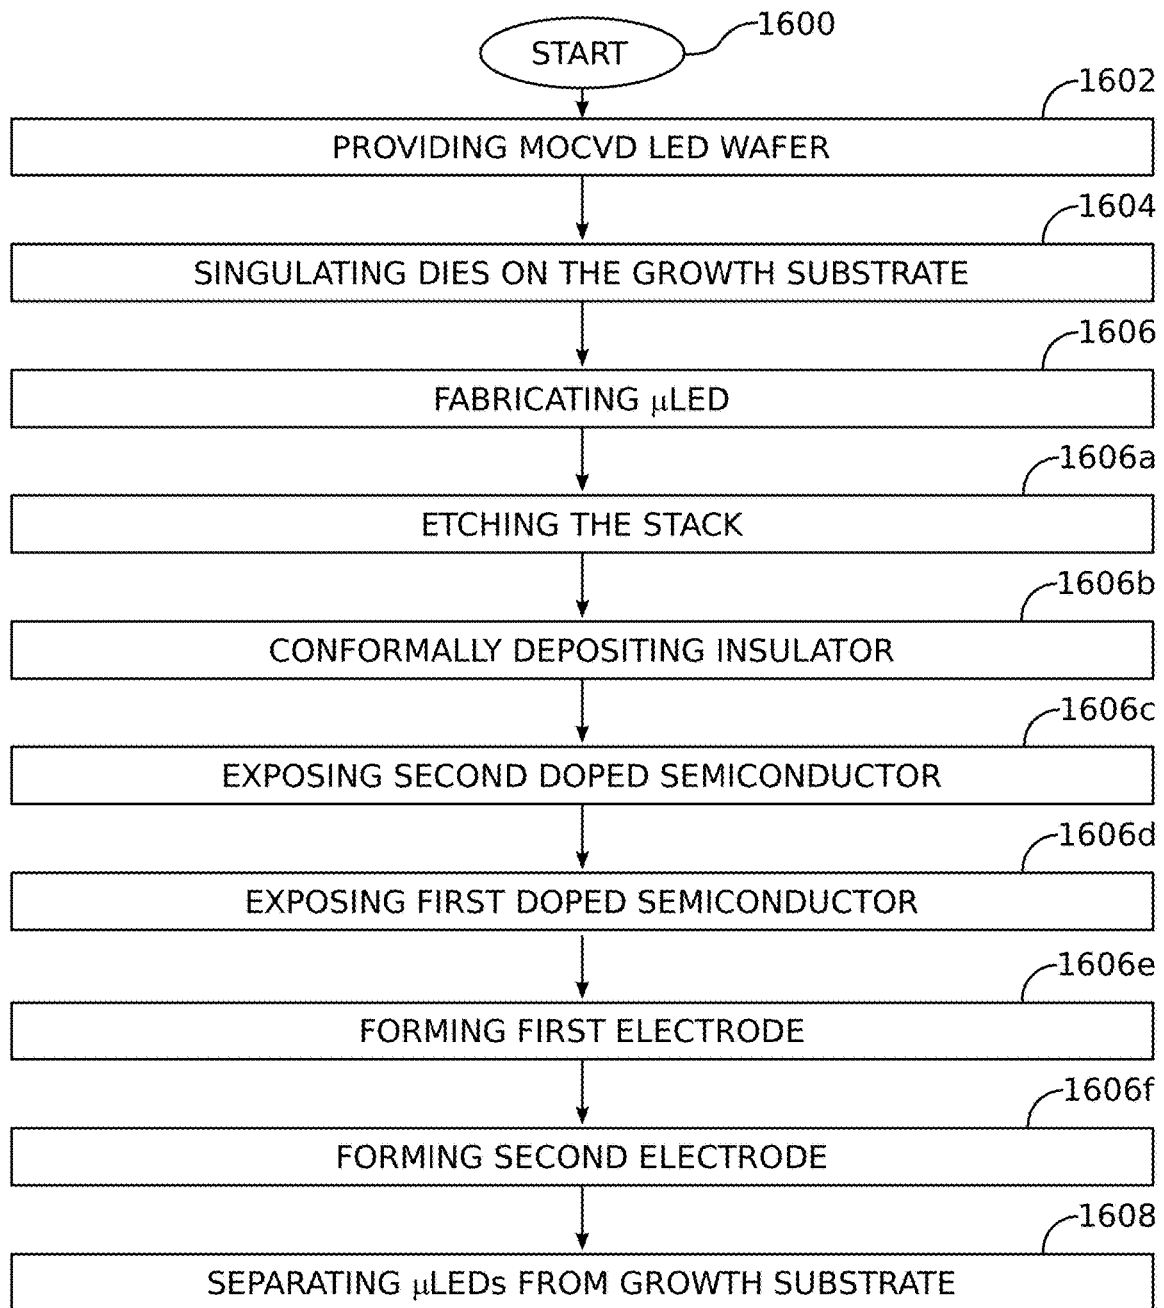 START
1600
1602
PROVIDING MOCVD LED WAFER
1604
SINGULATING DIES ON THE GROWTH SUBSTRATE
1606
FABRICATING μLED
1606a
ETCHING THE STACK
1606b
CONFORMALLY DEPOSITING INSULATOR
1606c
EXPOSING SECOND DOPED SEMICONDUCTOR
1606d
EXPOSING FIRST DOPED SEMICONDUCTOR
1606e
FORMING FIRST ELECTRODE
1606f
FORMING SECOND ELECTRODE
1608
SEPARATING μLEDs FROM GROWTH SUBSTRATE